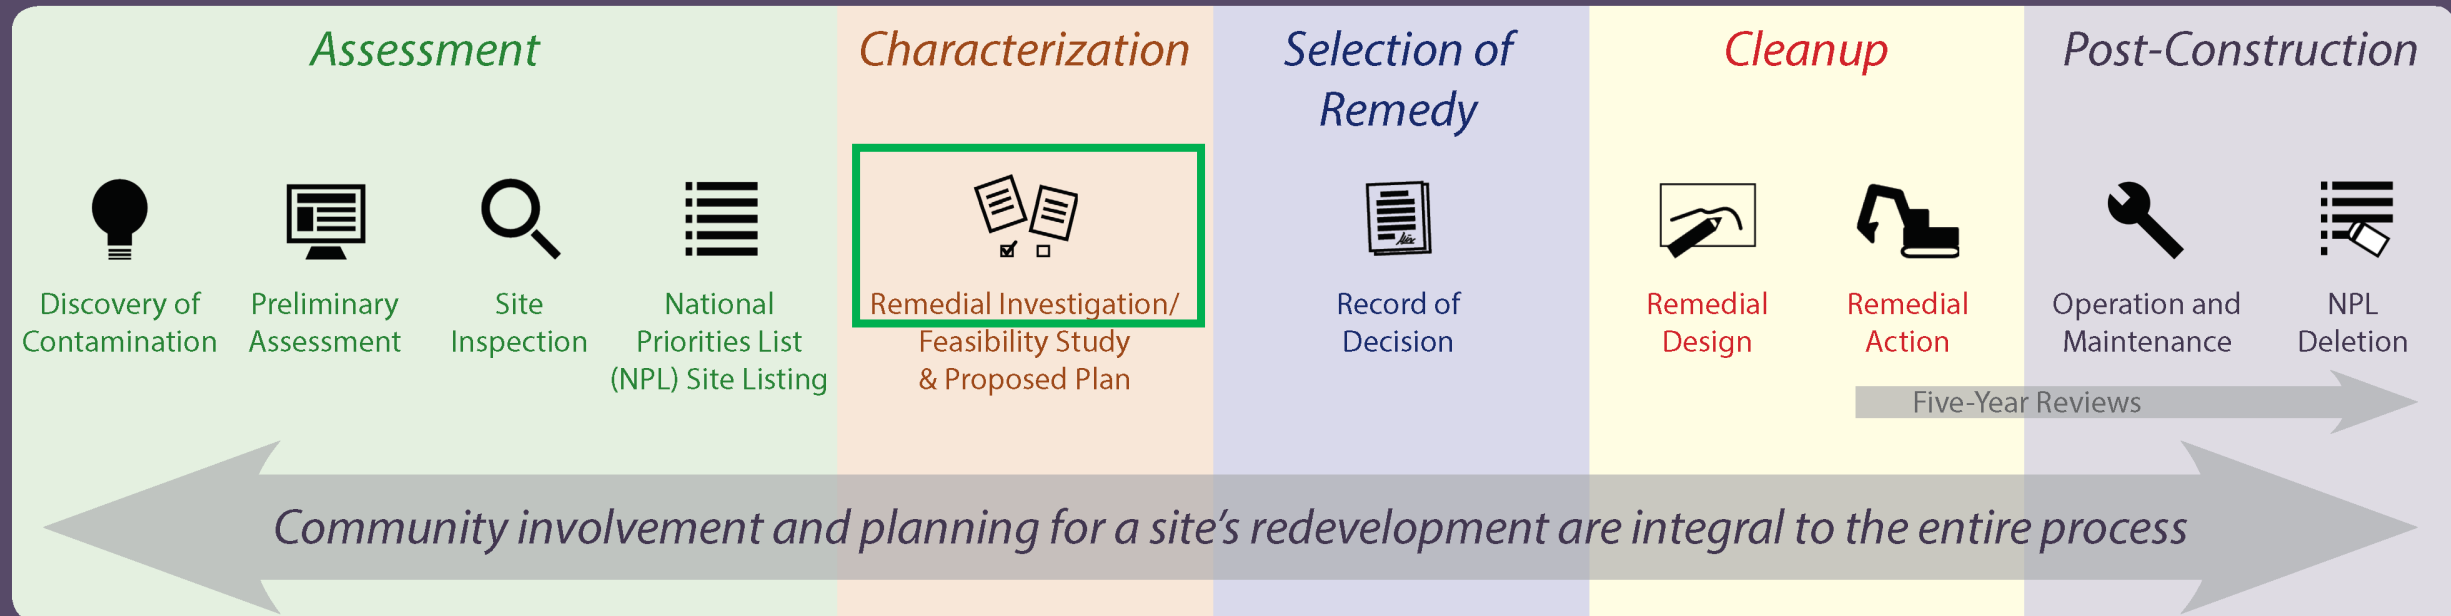 Assessment
Discovery of
Contamination
Preliminary
Assessment
Site
Inspection
National
Priorities List
(NPL) Site Listing
Characterization
Remedial Investigation/
Feasibility Study
& Proposed Plan
Selection of
Remedy
Record of
Decision
Cleanup
Remedial
Design
Remedial
Action
Post-Construction
Operation and
Maintenance
NPL
Deletion
Five-Year Reviews
Community involvement and planning for a site’s redevelopment are integral to the entire process